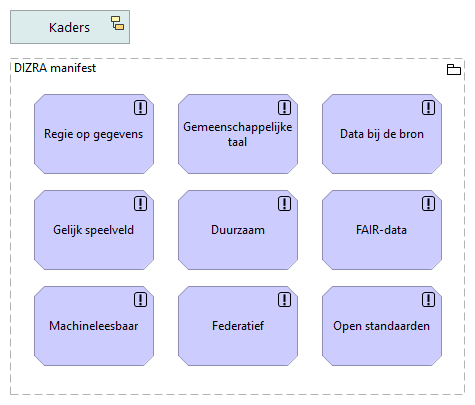 Kaders
DIZRA manifest
Regie op gegevens
Gemeenschappelijke
taal
Data bij de bron
Gelijk speelveld
Duurzaam
FAIR-data
Machineleesbaar
Federatief
Open standaarden